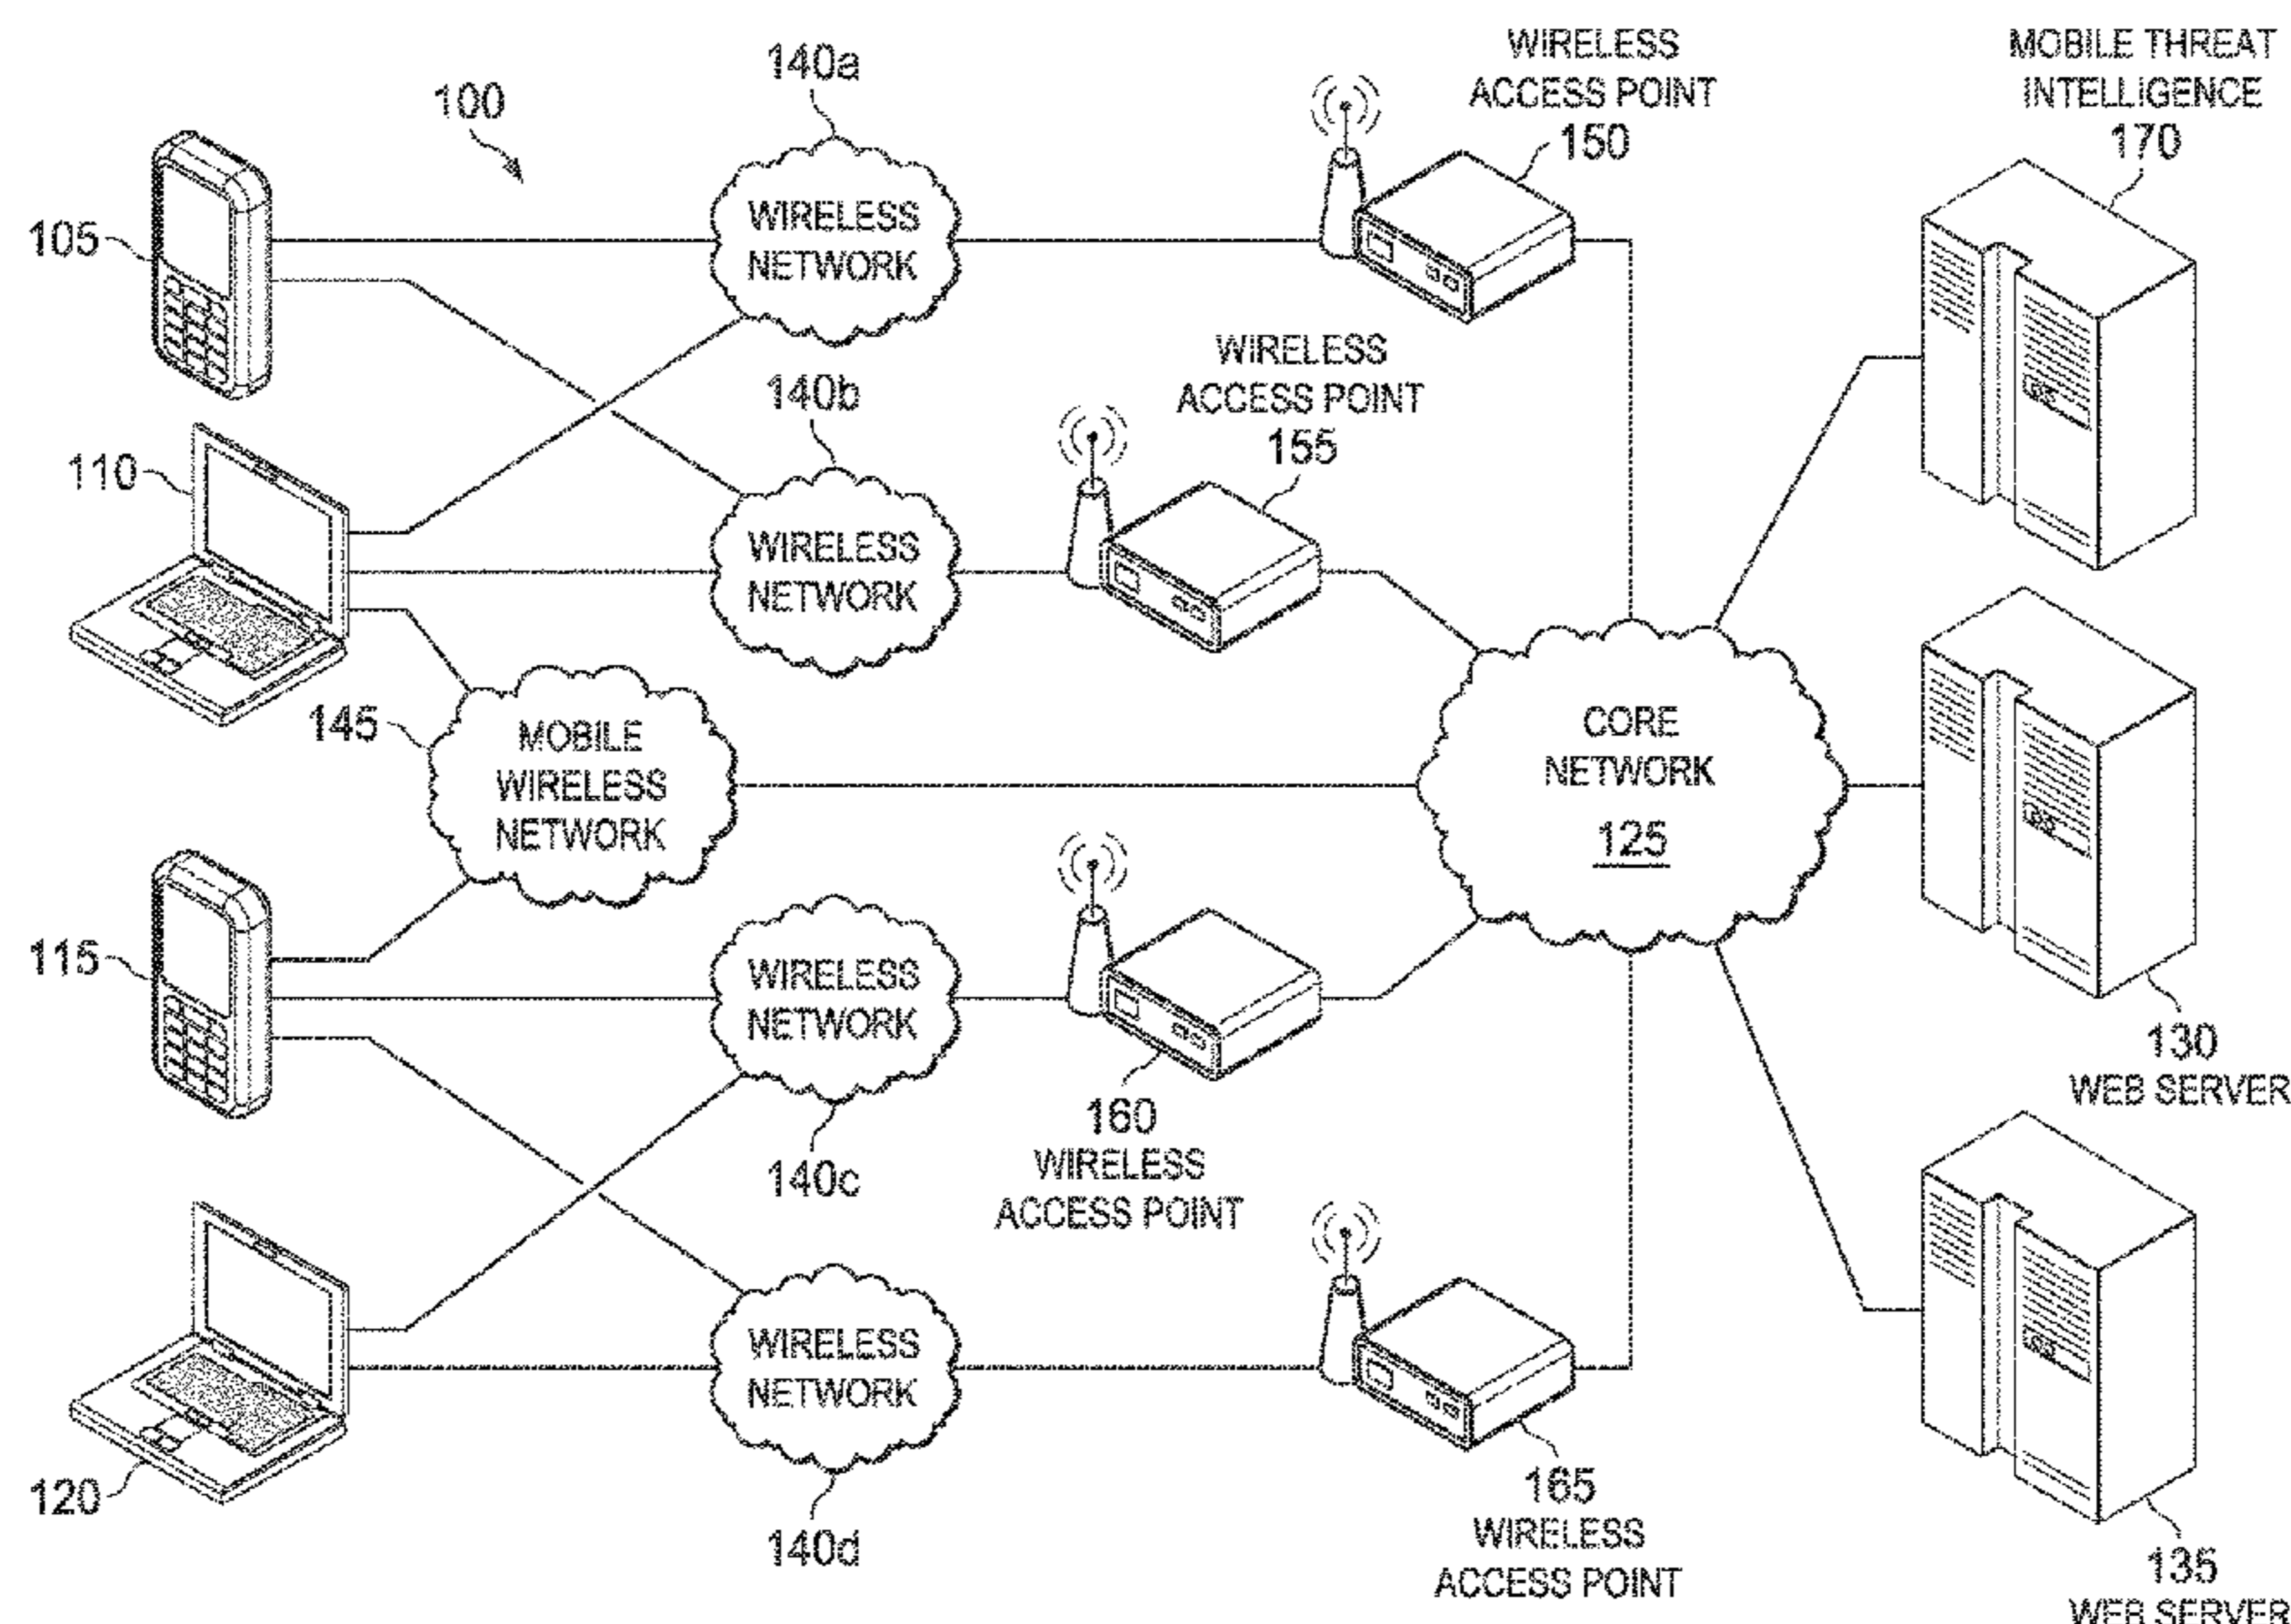 100
140a
WIRELESS
ACCESS POINT
150
MOBILE THREAT
INTELLIGENCE
170
105
WIRELESS
NETWORK
140b
WIRELESS
ACCESS POINT
155
110
WIRELESS
NETWORK
145
MOBILE
WIRELESS
NETWORK
CORE
NETWORK
125
115
WIRELESS
NETWORK
140c
160
WIRELESS
ACCESS POINT
130
WEB SERVER
120
WIRELESS
NETWORK
140d
165
WIRELESS
ACCESS POINT
135
WEB SERVER